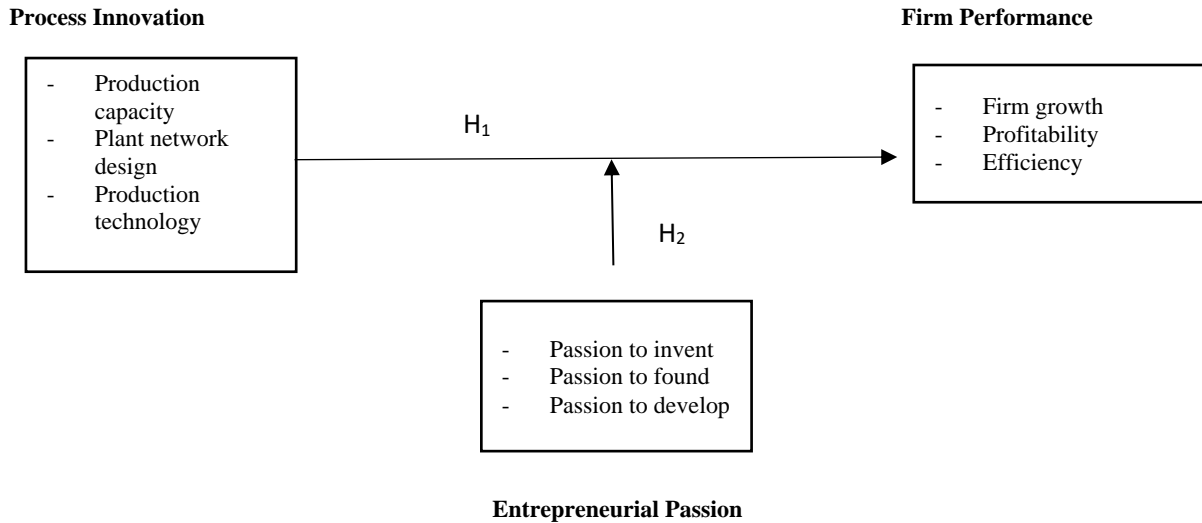 Process Innovation
Firm Performance
- Production
capacity
- Plant network
design
- Production
technology
H₁
- Firm growth
- Profitability
- Efficiency
H₂
- Passion to invent
- Passion to found
- Passion to develop
Entrepreneurial Passion